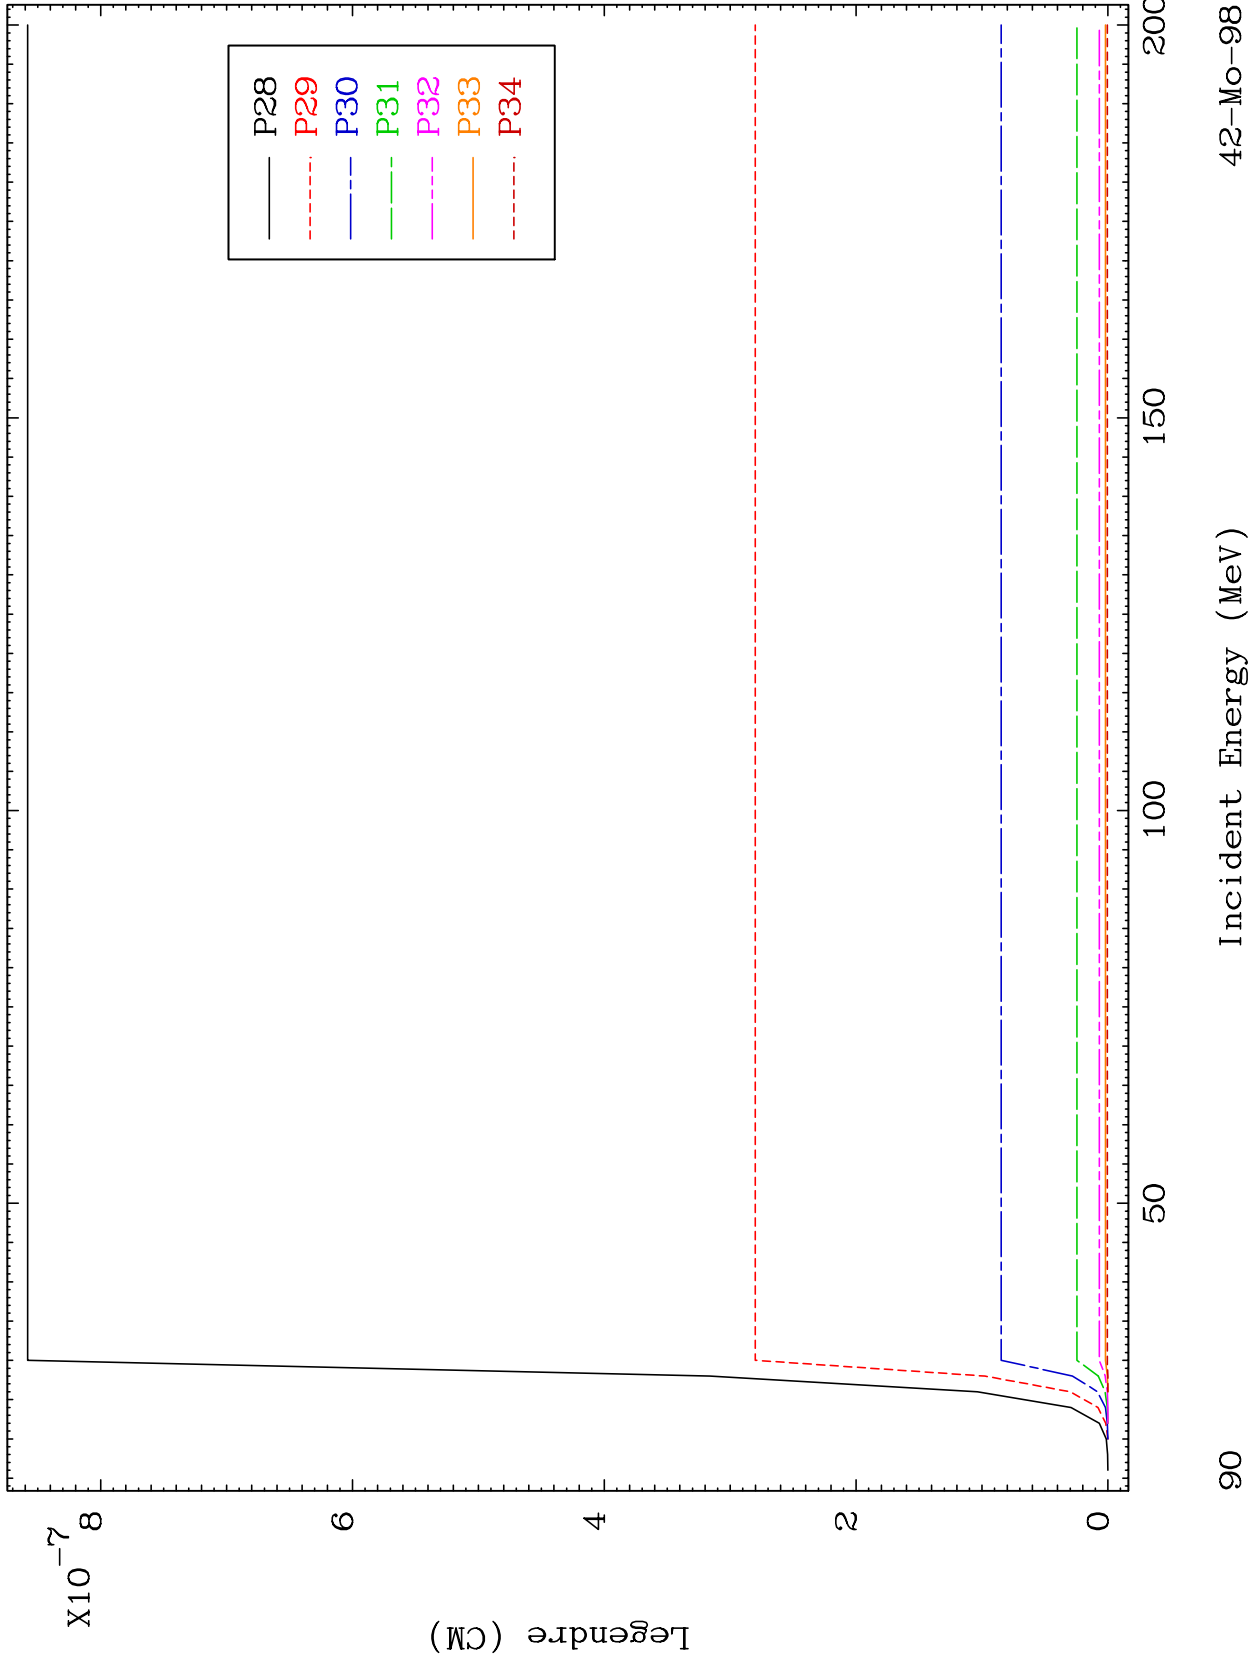 X10^-7
8
6
4
2
0
Legendre (CM)
P28
P29
P30
P31
P32
P33
P34
50
100
150
200
Incident Energy (MeV)
90
42-Mo-98